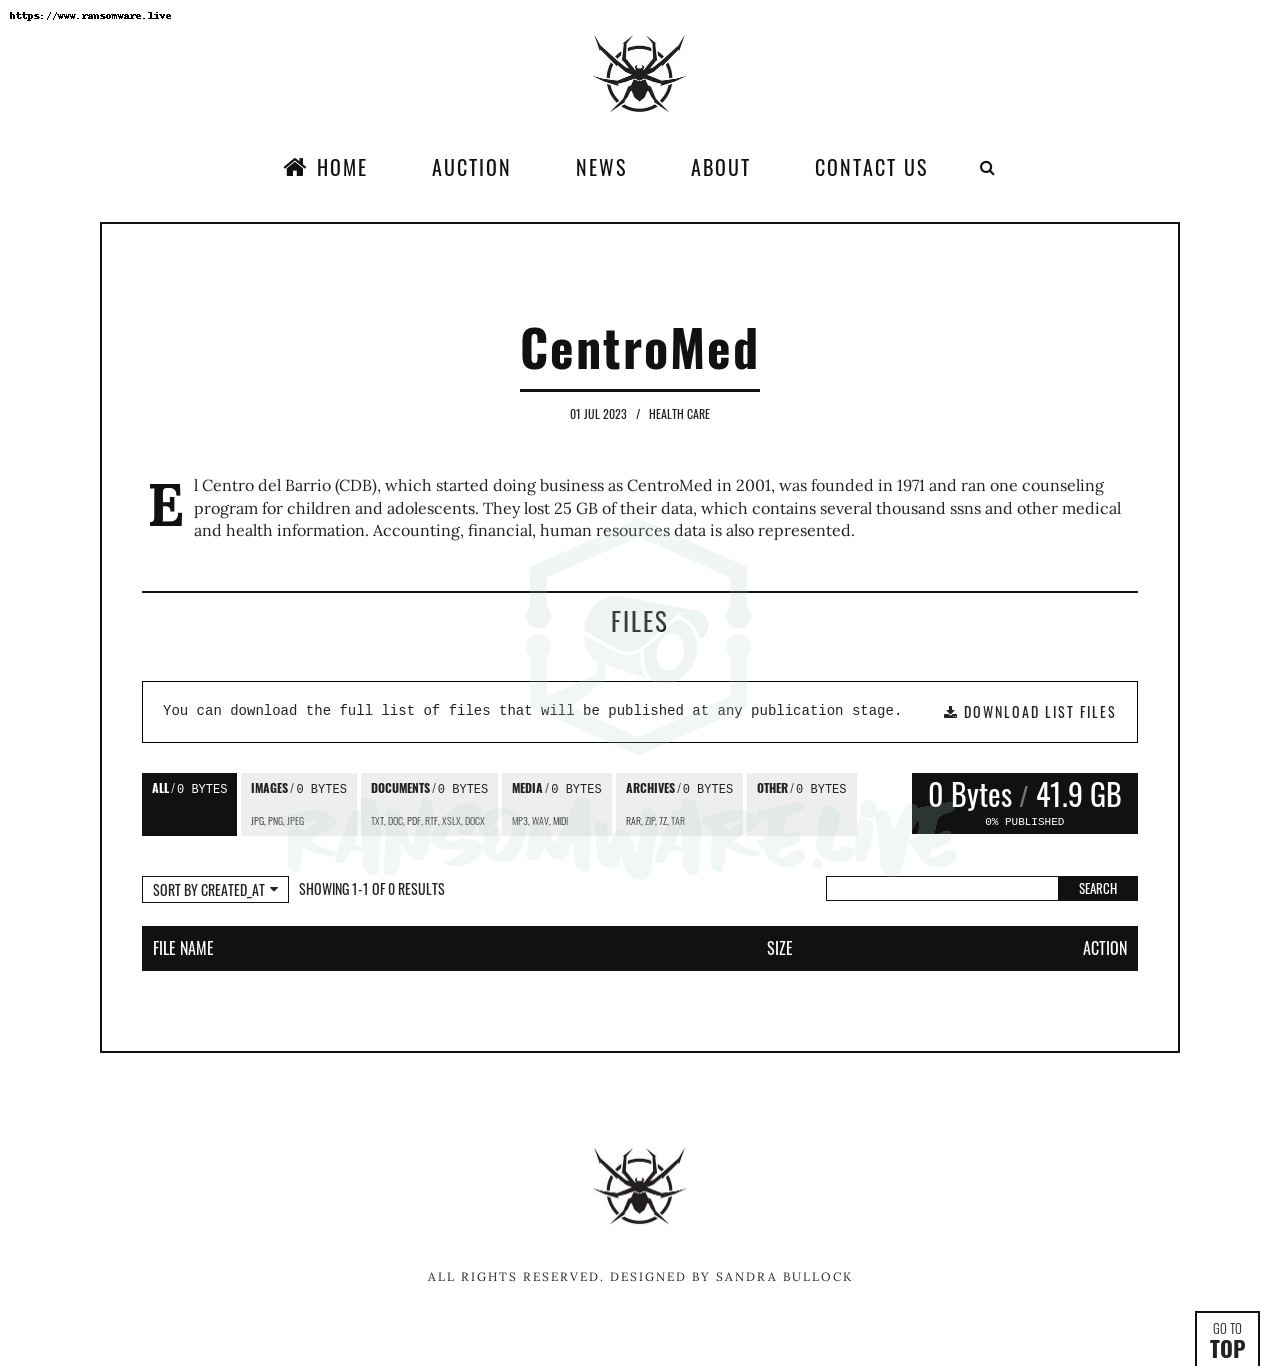 https://www.ransomware.live
HOME AUCTION NEWS ABOUT CONTACT US
CentroMed
01 JUL 2023 / HEALTH CARE
El Centro del Barrio (CDB), which started doing business as CentroMed in 2001, was founded in 1971 and ran one counseling
program for children and adolescents. They lost 25 GB of their data, which contains several thousand ssns and other medical
and health information. Accounting, financial, human resources data is also represented.
FILES
You can download the full list of files that will be published at any publication stage. DOWNLOAD LIST FILES
ALL / 0 BYTES IMAGES / 0 BYTES DOCUMENTS / 0 BYTES MEDIA / 0 BYTES ARCHIVES / 0 BYTES OTHER / 0 BYTES 0 Bytes / 41.9 GB
JPG, PNG, JPEG TXT, DOC, PDF, RTF, XSLX, DOCX MP3, WAV, MIDI RAR, ZIP, 7Z, TAR 0% PUBLISHED
RANSOMWARE.LIVE
SORT BY CREATED_AT SHOWING 1-1 OF 0 RESULTS SEARCH
FILE NAME SIZE ACTION
ALL RIGHTS RESERVED. DESIGNED BY SANDRA BULLOCK
GO TO
TOP